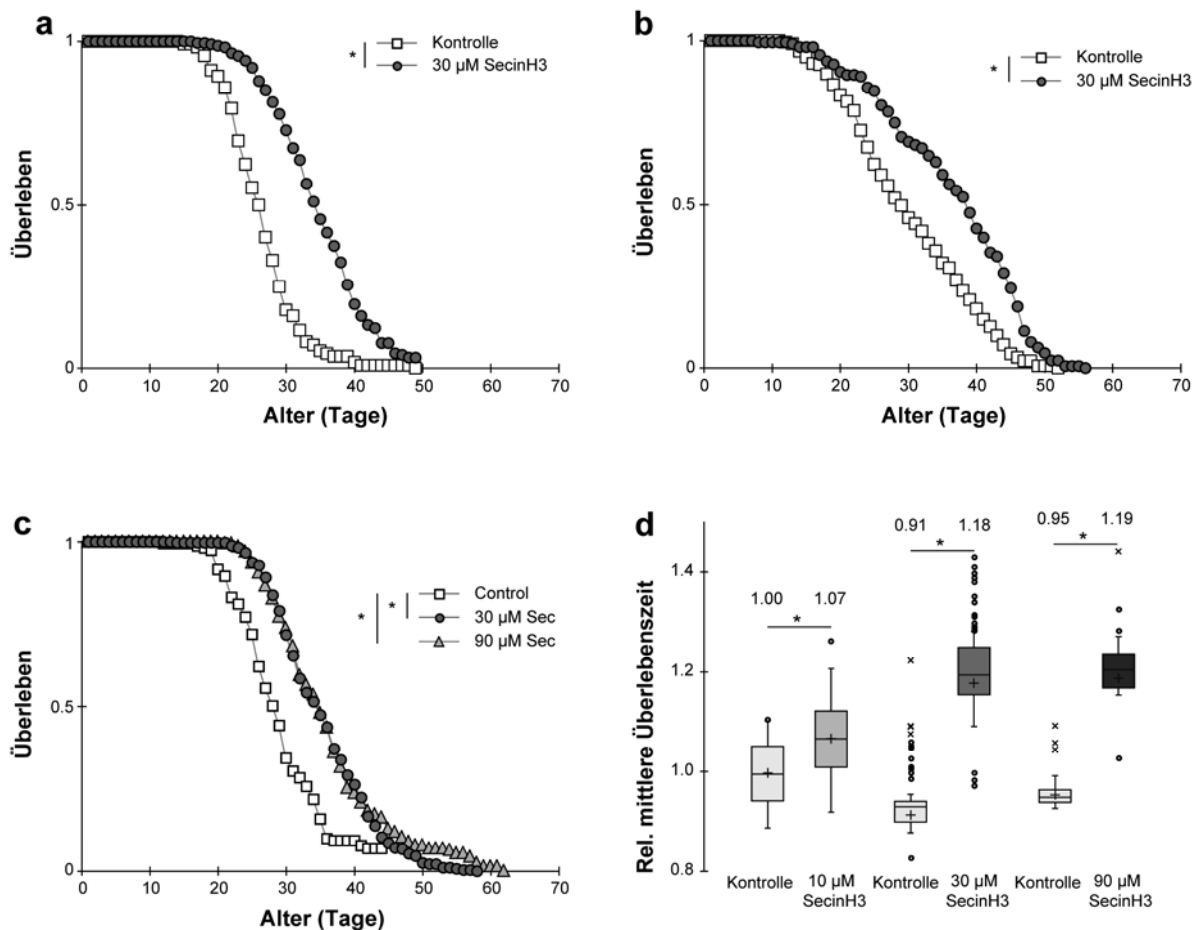 a
1
0.5
0
Überleben
* Kontrolle
30 µM SecinH3
0 10 20 30 40 50 60 70
Alter (Tage)
b
1
0.5
0
Überleben
* Kontrolle
30 µM SecinH3
0 10 20 30 40 50 60 70
Alter (Tage)
c
1
0.5
0
Überleben
* * Control
30 µM Sec
90 µM Sec
0 10 20 30 40 50 60 70
Alter (Tage)
d
Rel. mittlere Überlebenszeit
1.4
1.2
1.0
0.8
0.91 1.18 0.95 1.19
* *
1.00 1.07
*
Kontrolle 10 µM Kontrolle 30 µM Kontrolle 90 µM
SecinH3 SecinH3 SecinH3